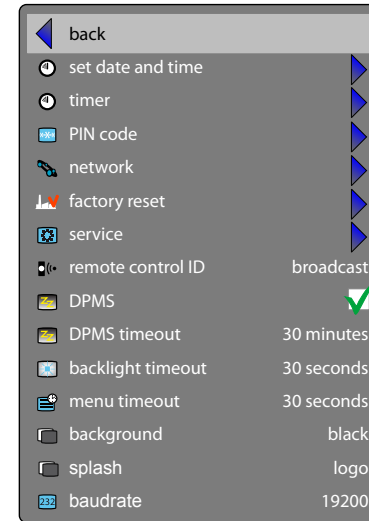 back
set date and time
timer
PIN code
network
factory reset
service
remote control ID broadcast
DPMS
DPMS timeout 30 minutes
backlight timeout 30 seconds
menu timeout 30 seconds
background black
splash logo
232 baudrate 19200